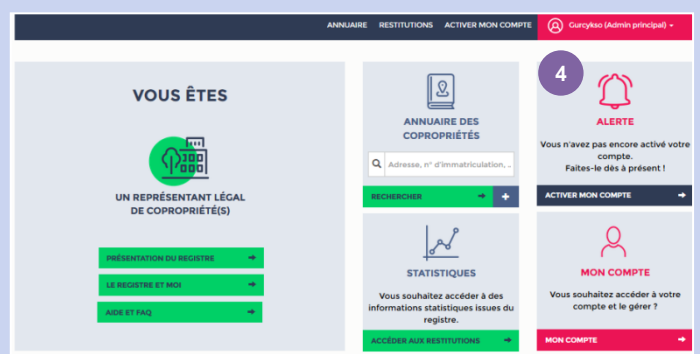 ANNUAIRE RESTITUTIONS ACTIVER MON COMPTE Gurcykso (Admin principal)
VOUS ÊTES
UN REPRÉSENTANT LÉGAL
DE COPROPRIÉTÉ(S)
PRÉSENTATION DU REGISTRE
LE REGISTRE ET MOI
AIDE ET FAQ
ANNUAIRE DES
COPROPRIÉTÉS
Adresse, n° d'immatriculation, ..
RECHERCHER +
STATISTIQUES
Vous souhaitez accéder à des
informations statistiques issues du
registre.
ACCÉDER AUX RESTITUTIONS
4
ALERTE
Vous n'avez pas encore activé votre
compte.
Faites-le dès à présent !
ACTIVER MON COMPTE
MON COMPTE
Vous souhaitez accéder à votre
compte et le gérer ?
MON COMPTE